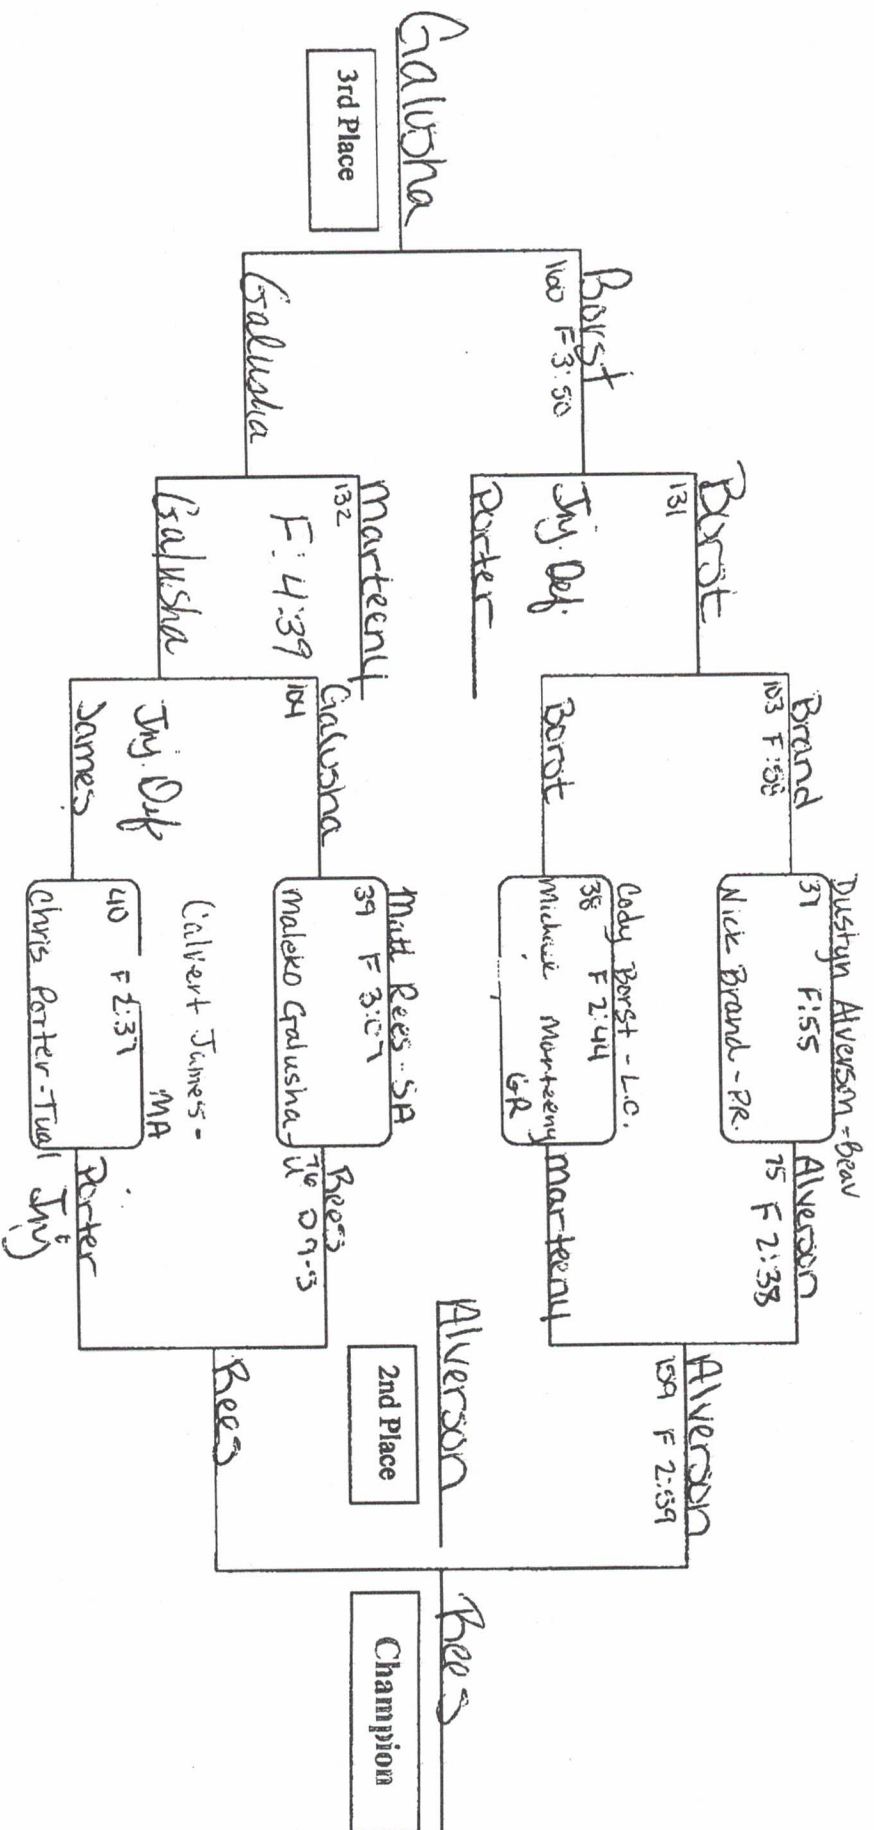 Galusha
3rd Place
Borst
160 F 3:50
Galusha
Borst
131
Inj. Def.
Porter
Marteeny
132
F: 4:39
Galusha
Brand
103 F :58
Borst
Galusha
104
Inj. Def
James
Dustyn Alverson - Beav
37 F:55
Nick Brand - P.R.
Cody Borst - L.C.
38 F 2:44
Michael Marteeny
GR
Matt Rees - SA
39 F 3:07
Maleko Galusha - U
Calvert James -
MA
40 F 2:37
Chris Porter - Tual
Alverson
75 F 2:38
Marteeny
Rees
76 D 9-3
Porter
Inj
Alverson
159 F 2:59
Rees
Alverson
2nd Place
Rees
Champion